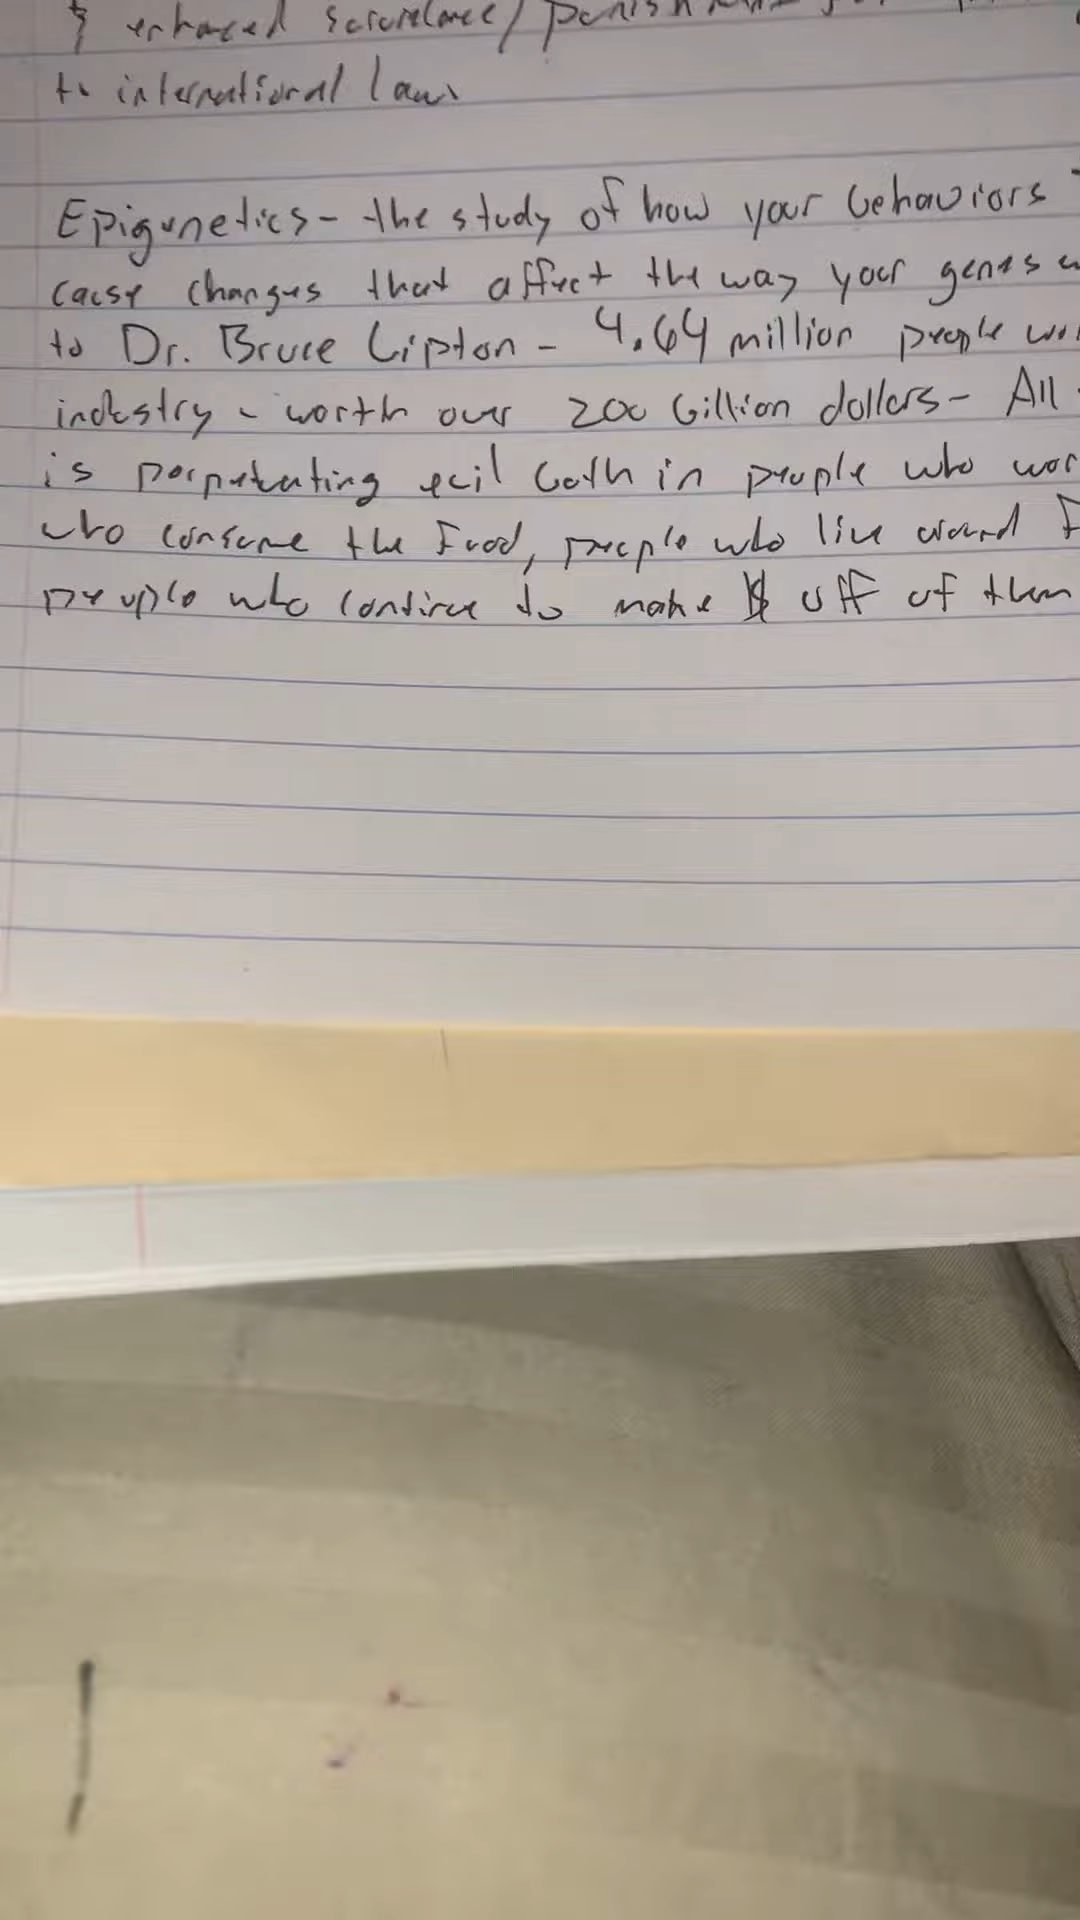 & enhanced surveillance/punishment
to international laws
Epigenetics - the study of how your behaviors
cause changes that affect the way your genes
to Dr. Bruce Lipton - 4.64 million people
industry - worth over 200 billion dollars - All
is perpetuating evil both in people who
who consume the food, people who live around
people who continue to make $ off of them